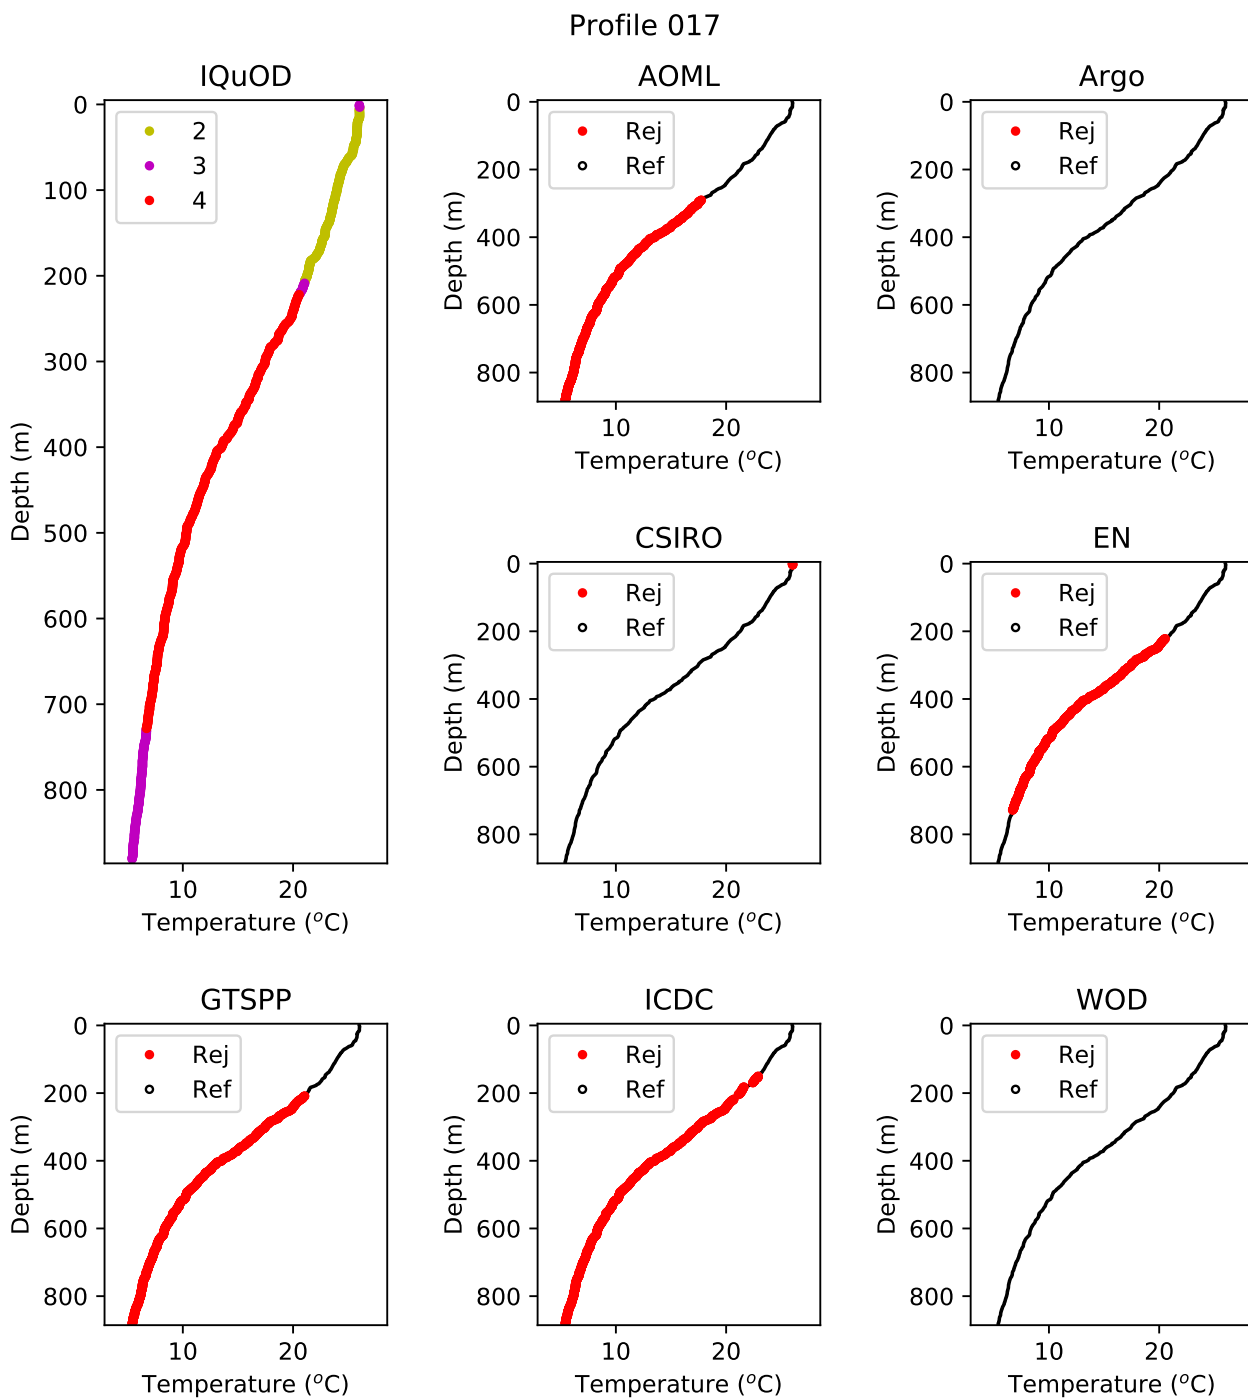 Profile 017
IQuOD
0
100
200
300
400
500
600
700
800
Depth (m)
10 20
Temperature (°C)
2
3
4
AOML
0
200
400
600
800
Depth (m)
10 20
Temperature (°C)
Rej
Ref
Argo
0
200
400
600
800
Depth (m)
10 20
Temperature (°C)
Rej
Ref
CSIRO
0
200
400
600
800
Depth (m)
10 20
Temperature (°C)
Rej
Ref
EN
0
200
400
600
800
Depth (m)
10 20
Temperature (°C)
Rej
Ref
GTSPP
0
200
400
600
800
Depth (m)
10 20
Temperature (°C)
Rej
Ref
ICDC
0
200
400
600
800
Depth (m)
10 20
Temperature (°C)
Rej
Ref
WOD
0
200
400
600
800
Depth (m)
10 20
Temperature (°C)
Rej
Ref